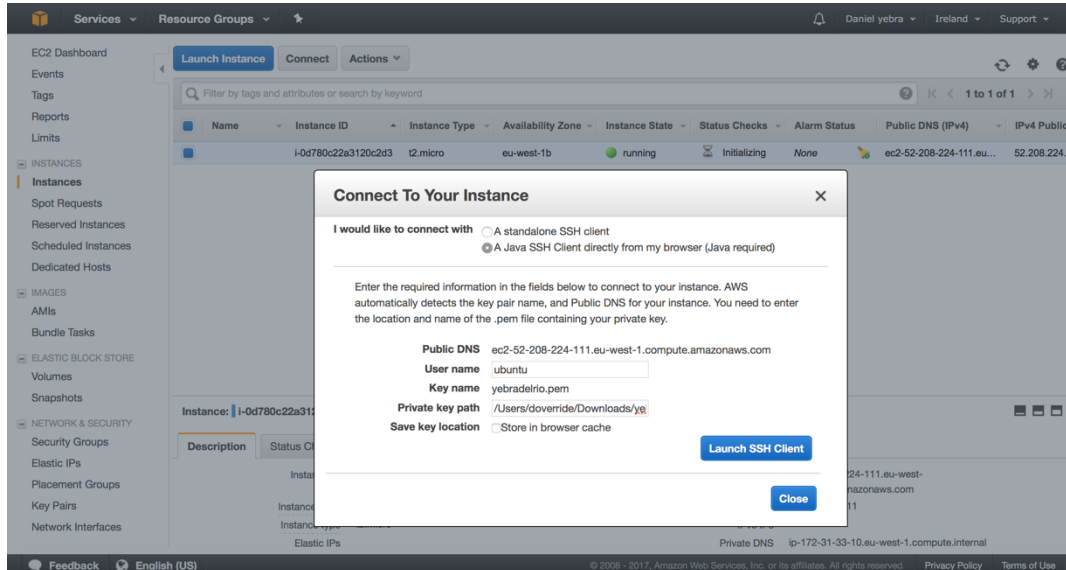 Services Resource Groups Daniel yebra Ireland Support
EC2 Dashboard
Events
Tags
Reports
Limits
INSTANCES
Instances
Spot Requests
Reserved Instances
Scheduled Instances
Dedicated Hosts
IMAGES
AMIs
Bundle Tasks
ELASTIC BLOCK STORE
Volumes
Snapshots
NETWORK & SECURITY
Security Groups
Elastic IPs
Placement Groups
Key Pairs
Network Interfaces
Launch Instance Connect Actions
Filter by tags and attributes or search by keyword 1 to 1 of 1
Name Instance ID Instance Type Availability Zone Instance State Status Checks Alarm Status Public DNS (IPv4) IPv4 Public
i-0d780c22a3120c2d3 t2.micro eu-west-1b running Initializing None ec2-52-208-224-111.eu... 52.208.224.
Connect To Your Instance
I would like to connect with A standalone SSH client
A Java SSH Client directly from my browser (Java required)
Enter the required information in the fields below to connect to your instance. AWS
automatically detects the key pair name, and Public DNS for your instance. You need to enter
the location and name of the .pem file containing your private key.
Public DNS ec2-52-208-224-111.eu-west-1.compute.amazonaws.com
User name ubuntu
Key name yebradelrio.pem
Private key path /Users/doverride/Downloads/ye
Save key location Store in browser cache
Launch SSH Client
Close
Instance: i-0d780c22a312
Description Status Ch
Elastic IPs Private DNS ip-172-31-33-10.eu-west-1.compute.internal
Feedback English (US) © 2008 - 2017, Amazon Web Services, Inc. or its affiliates. All rights reserved. Privacy Policy Terms of Use